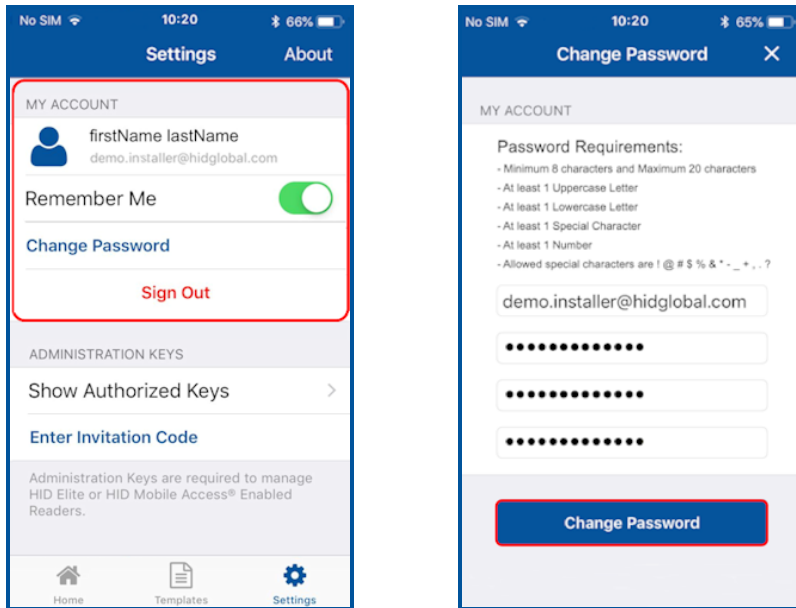 No SIM 10:20 66%
Settings About
MY ACCOUNT
firstName lastName
demo.installer@hidglobal.com
Remember Me
Change Password
Sign Out
ADMINISTRATION KEYS
Show Authorized Keys
Enter Invitation Code
Administration Keys are required to manage
HID Elite or HID Mobile Access® Enabled
Readers.
Home Templates Settings
No SIM 10:20 65%
Change Password
MY ACCOUNT
Password Requirements:
- Minimum 8 characters and Maximum 20 characters
- At least 1 Uppercase Letter
- At least 1 Lowercase Letter
- At least 1 Special Character
- At least 1 Number
- Allowed special characters are ! @ # $ % & * - _ + , . ?
demo.installer@hidglobal.com
•••••••••••••
•••••••••••••
•••••••••••••
Change Password